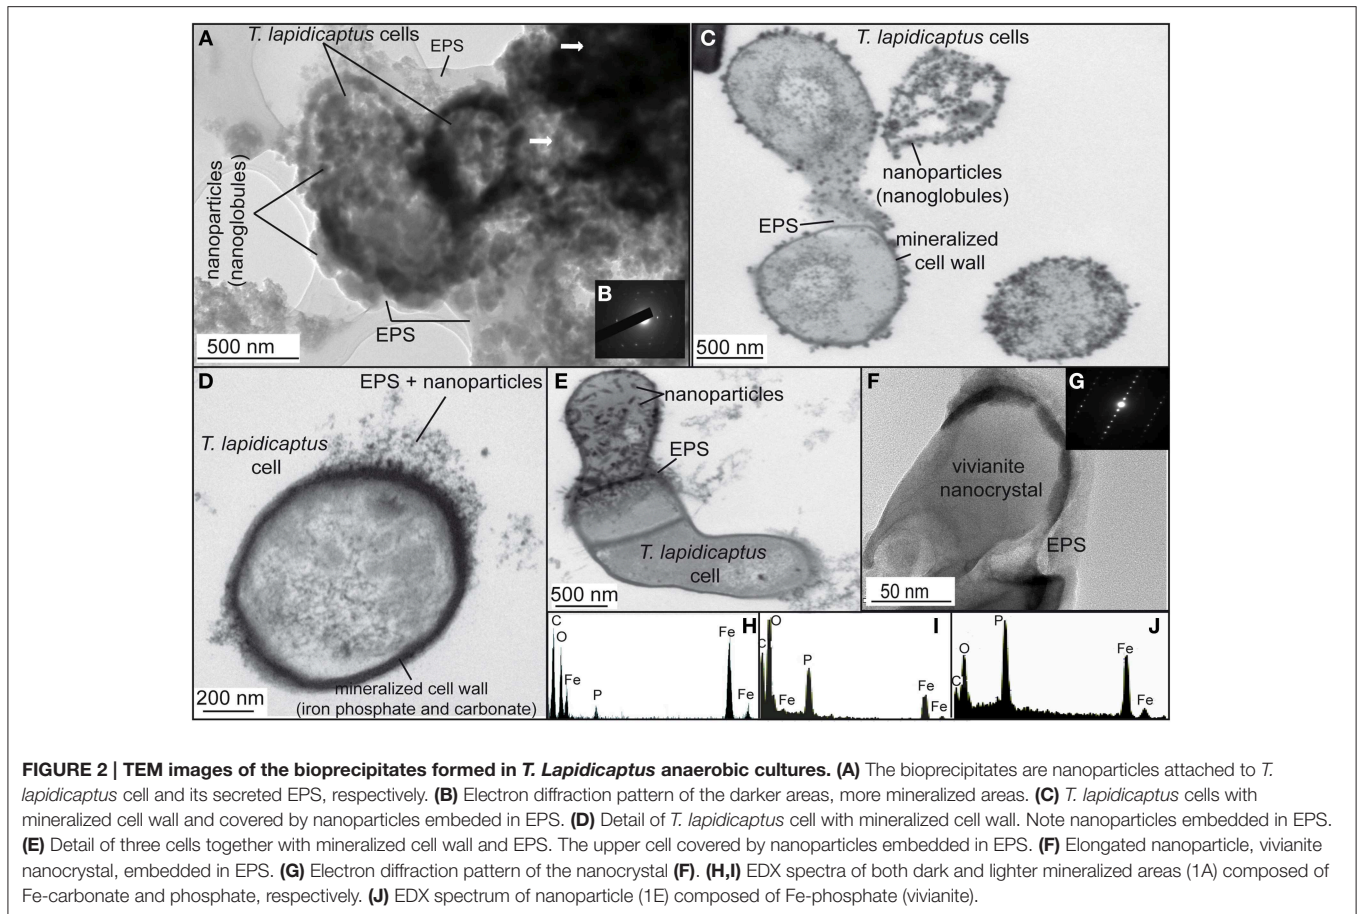 A
T. lapidicaptus cells
EPS
nanoparticles
(nanoglobules)
EPS
500 nm
B
C
T. lapidicaptus cells
nanoparticles
(nanoglobules)
EPS
mineralized
cell wall
500 nm
D
EPS + nanoparticles
T. lapidicaptus
cell
mineralized cell wall
(iron phosphate and carbonate)
200 nm
E
nanoparticles
EPS
T. lapidicaptus
cell
500 nm
F
vivianite
nanocrystal
EPS
50 nm
G
H
C
O
Fe
P
Fe
Fe
I
C
O
Fe
P
Fe
Fe
J
C
O
P
Fe
Fe
FIGURE 2 | TEM images of the bioprecipitates formed in T. Lapidicaptus anaerobic cultures. (A) The bioprecipitates are nanoparticles attached to T.
lapidicaptus cell and its secreted EPS, respectively. (B) Electron diffraction pattern of the darker areas, more mineralized areas. (C) T. lapidicaptus cells with
mineralized cell wall and covered by nanoparticles embeded in EPS. (D) Detail of T. lapidicaptus cell with mineralized cell wall. Note nanoparticles embedded in EPS.
(E) Detail of three cells together with mineralized cell wall and EPS. The upper cell covered by nanoparticles embedded in EPS. (F) Elongated nanoparticle, vivianite
nanocrystal, embedded in EPS. (G) Electron diffraction pattern of the nanocrystal (F). (H,I) EDX spectra of both dark and lighter mineralized areas (1A) composed of
Fe-carbonate and phosphate, respectively. (J) EDX spectrum of nanoparticle (1E) composed of Fe-phosphate (vivianite).